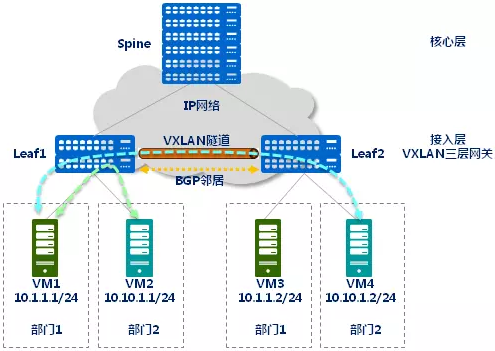 Spine
核心层
IP网络
VXLAN隧道
接入层
Leaf1
Leaf2
VXLAN三层网关
BGP邻居
VM1
VM2
VM3
VM4
10.1.1.1/24
10.10.1.1/24
10.1.1.2/24
10.10.1.2/24
部门1
部门2
部门1
部门2